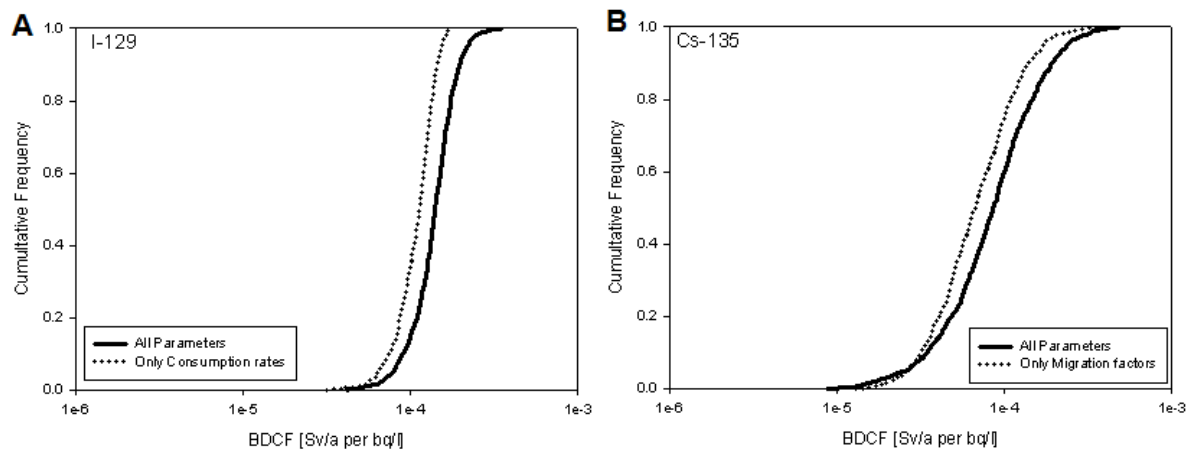 A
I-129
1.0
0.8
0.6
0.4
0.2
0.0
Cumultative Frequency
All Parameters
Only Consumption rates
1e-6
1e-5
1e-4
1e-3
BDCF [Sv/a per bq/l]
B
Cs-135
1.0
0.8
0.6
0.4
0.2
0.0
Cumulative Frequency
All Parameters
Only Migration factors
1e-6
1e-5
1e-4
1e-3
BDCF [Sv/a per bq/l]